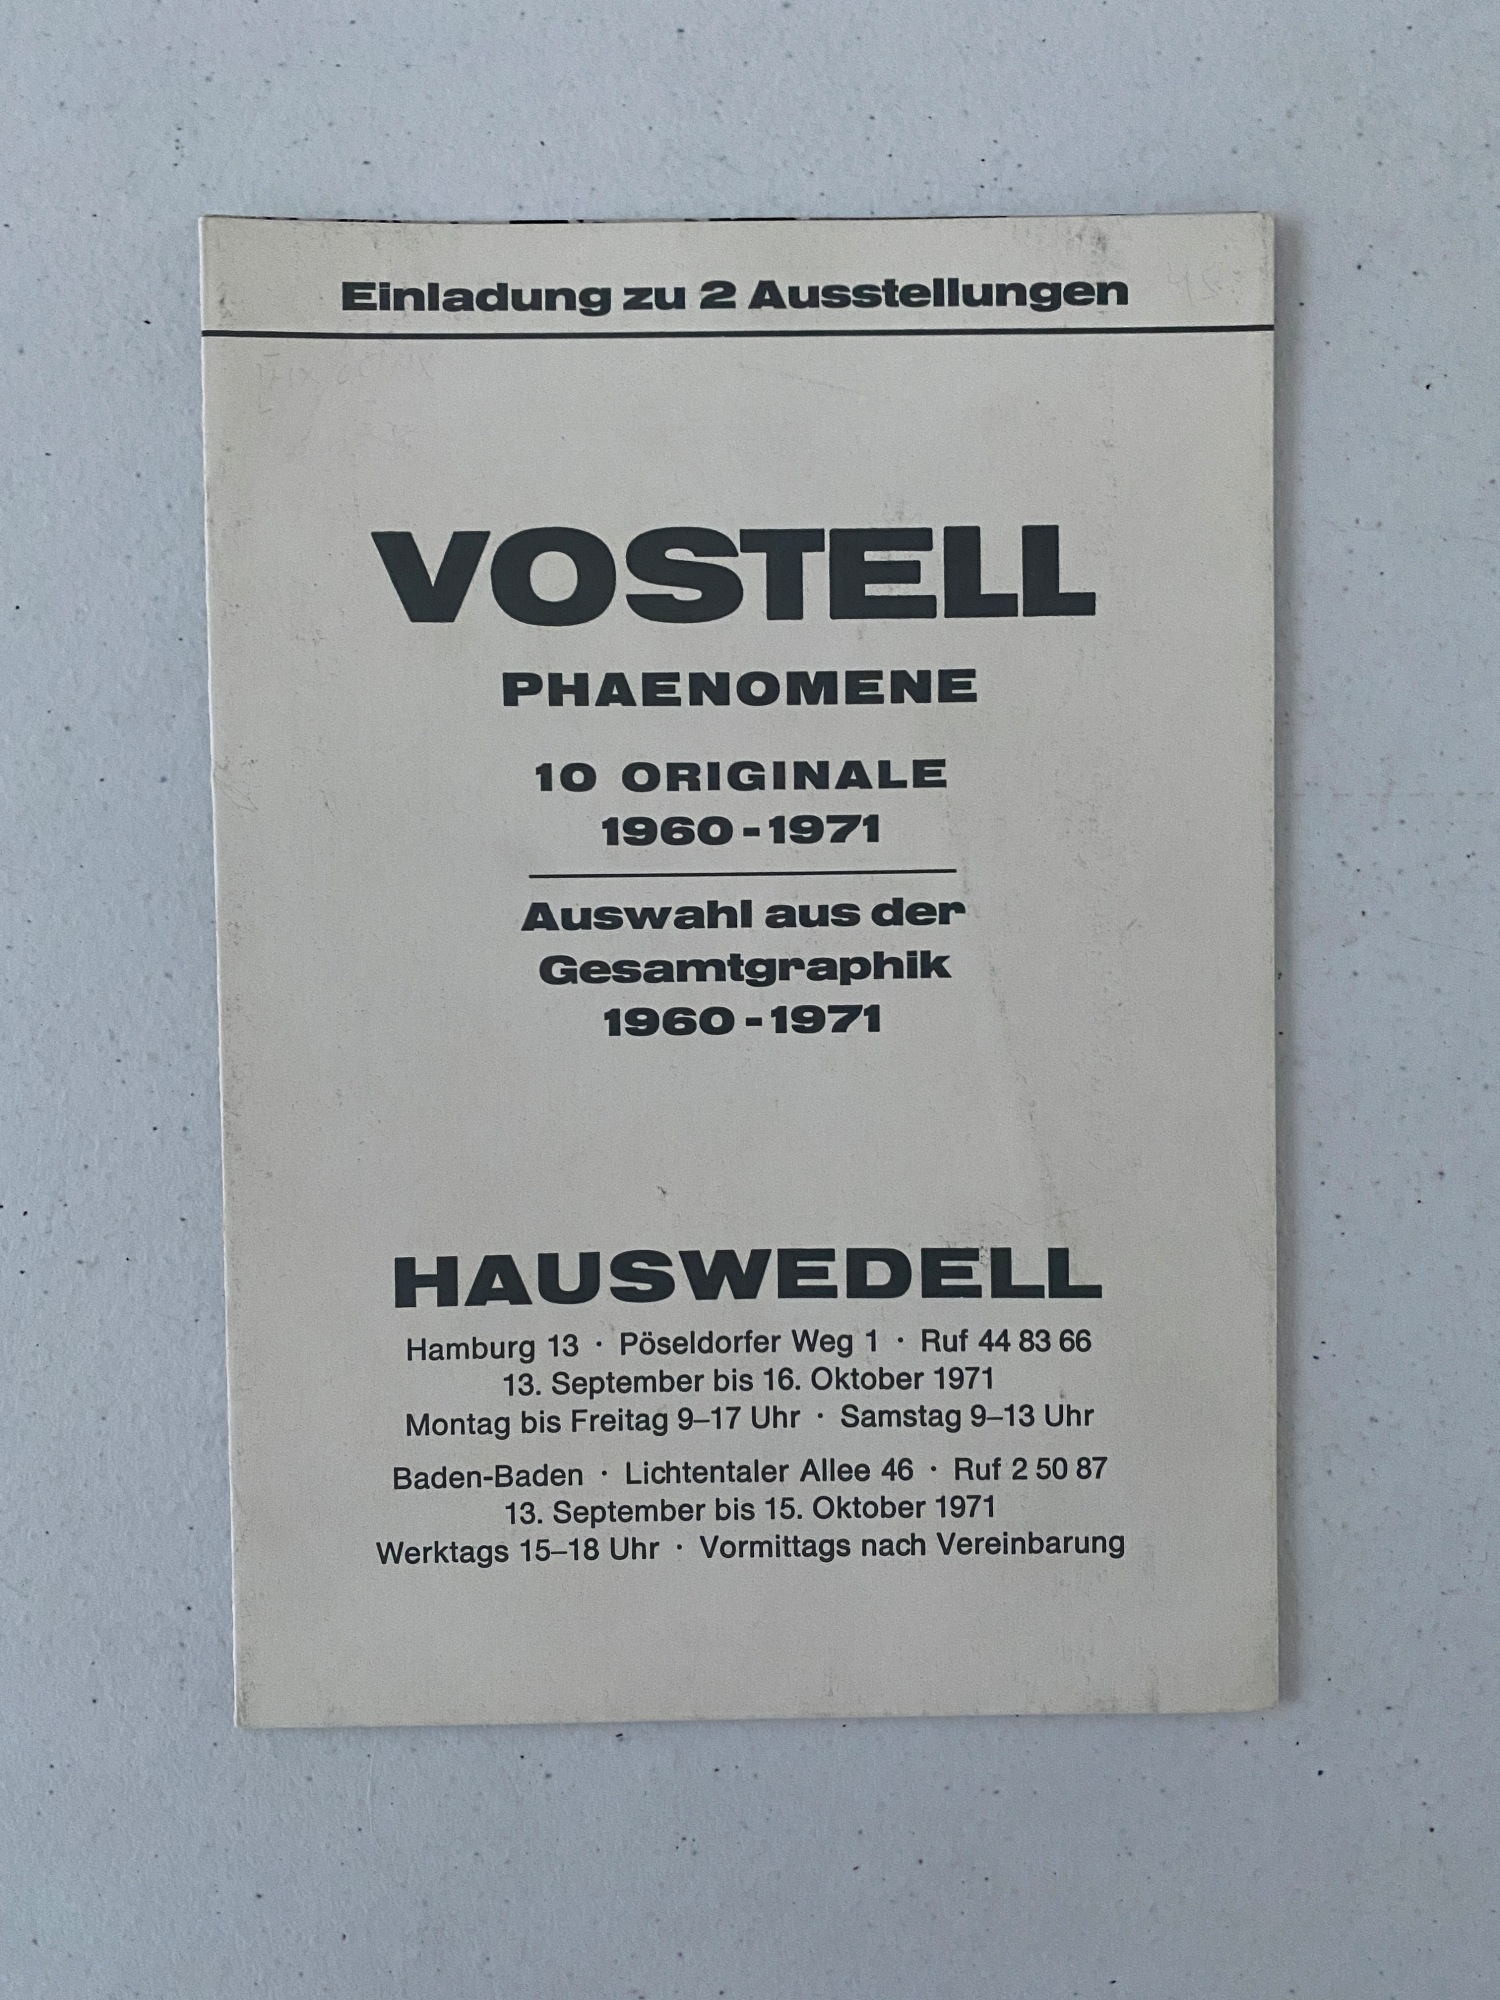 Einladung zu 2 Ausstellungen
VOSTELL
PHAENOMENE
10 ORIGINALE
1960-1971
Auswahl aus der
Gesamtgraphik
1960-1971
HAUSWEDELL
Hamburg 13 · Pöseldorfer Weg 1 · Ruf 44 83 66
13. September bis 16. Oktober 1971
Montag bis Freitag 9–17 Uhr · Samstag 9–13 Uhr
Baden-Baden · Lichtentaler Allee 46 · Ruf 2 50 87
13. September bis 15. Oktober 1971
Werktags 15–18 Uhr · Vormittags nach Vereinbarung